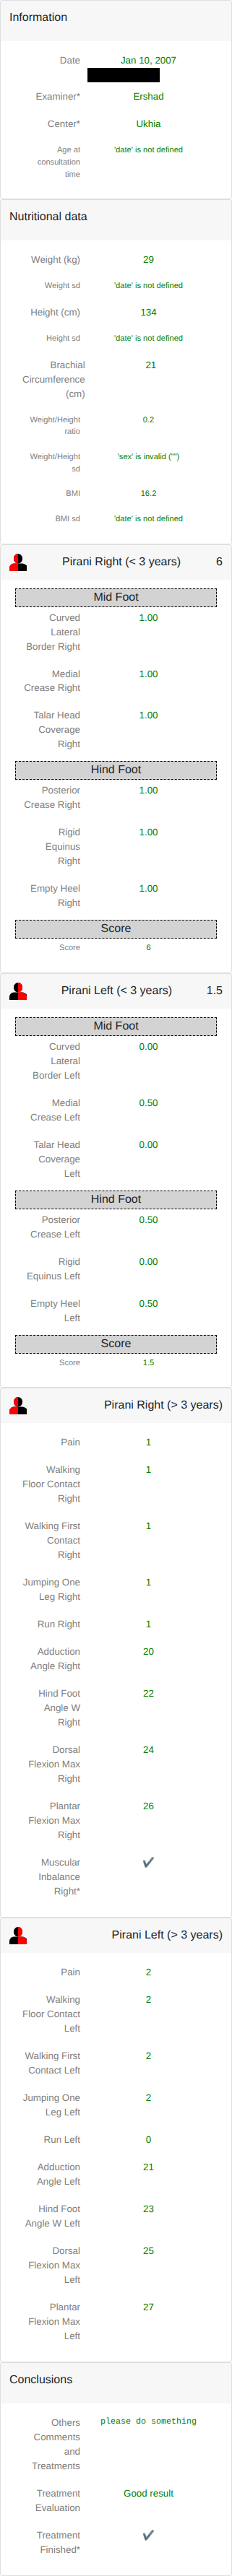 Information
Date Jan 10, 2007
Examiner* Ershad
Center* Ukhia
Age at 'date' is not defined
consultation
time
Nutritional data
Weight (kg) 29
Weight sd 'date' is not defined
Height (cm) 134
Height sd 'date' is not defined
Brachial 21
Circumference
(cm)
Weight/Height 0.2
ratio
Weight/Height 'sex' is invalid ("")
sd
BMI 16.2
BMI sd 'date' is not defined
Pirani Right (< 3 years) 6
Mid Foot
Curved 1.00
Lateral
Border Right
Medial 1.00
Crease Right
Talar Head 1.00
Coverage
Right
Hind Foot
Posterior 1.00
Crease Right
Rigid 1.00
Equinus
Right
Empty Heel 1.00
Right
Score
Score 6
Pirani Left (< 3 years) 1.5
Mid Foot
Curved 0.00
Lateral
Border Left
Medial 0.50
Crease Left
Talar Head 0.00
Coverage
Left
Hind Foot
Posterior 0.50
Crease Left
Rigid 0.00
Equinus Left
Empty Heel 0.50
Left
Score
Score 1.5
Pirani Right (> 3 years)
Pain 1
Walking 1
Floor Contact
Right
Walking First 1
Contact
Right
Jumping One 1
Leg Right
Run Right 1
Adduction 20
Angle Right
Hind Foot 22
Angle W
Right
Dorsal 24
Flexion Max
Right
Plantar 26
Flexion Max
Right
Muscular ✔
Inbalance
Right*
Pirani Left (> 3 years)
Pain 2
Walking 2
Floor Contact
Left
Walking First 2
Contact Left
Jumping One 2
Leg Left
Run Left 0
Adduction 21
Angle Left
Hind Foot 23
Angle W Left
Dorsal 25
Flexion Max
Left
Plantar 27
Flexion Max
Left
Conclusions
Others please do something
Comments
and
Treatments
Treatment Good result
Evaluation
Treatment ✔
Finished*